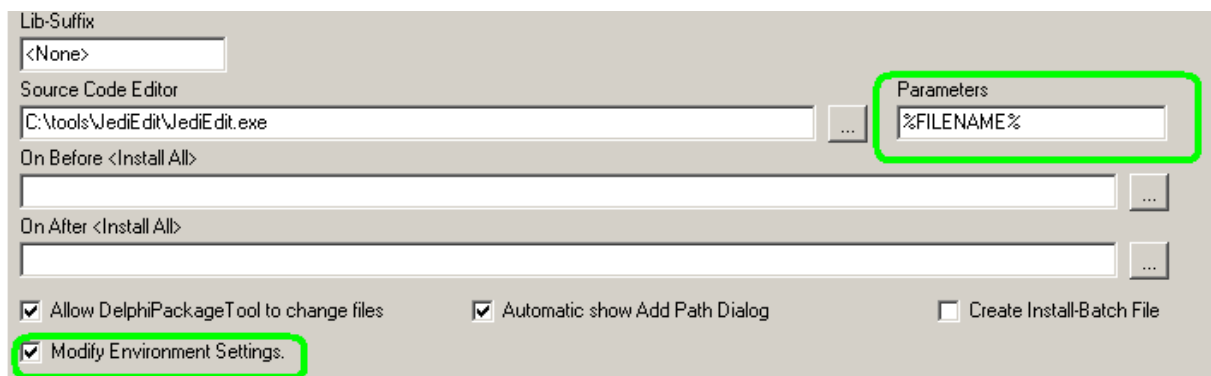 Lib-Suffix
<None>
Source Code Editor
Parameters
C:\tools\JediEdit\JediEdit.exe
...
%FILENAME%
On Before <Install All>
...
On After <Install All>
...
Allow DelphiPackageTool to change files
Automatic show Add Path Dialog
Create Install-Batch File
Modify Environment Settings.